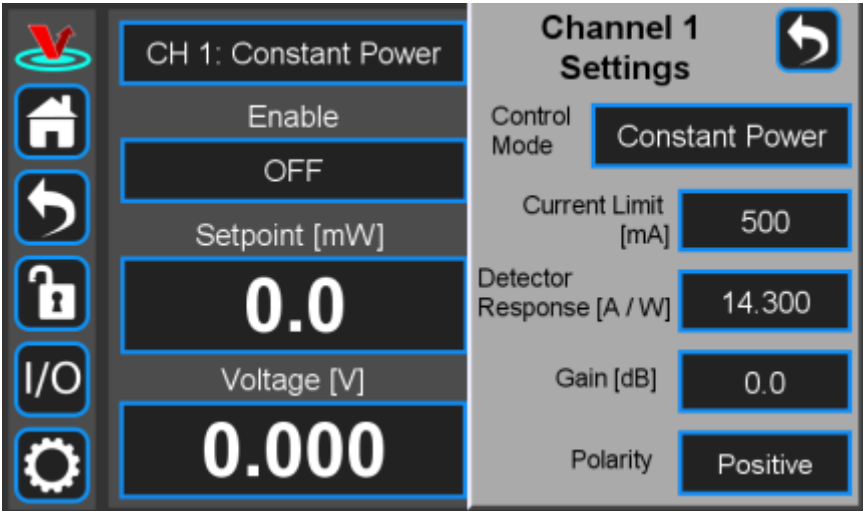 CH 1: Constant Power
Enable
OFF
Setpoint [mW]
0.0
Voltage [V]
0.000
I/O
Channel 1
Settings
Control
Mode
Constant Power
Current Limit
[mA]
500
Detector
Response [A / W]
14.300
Gain [dB]
0.0
Polarity
Positive